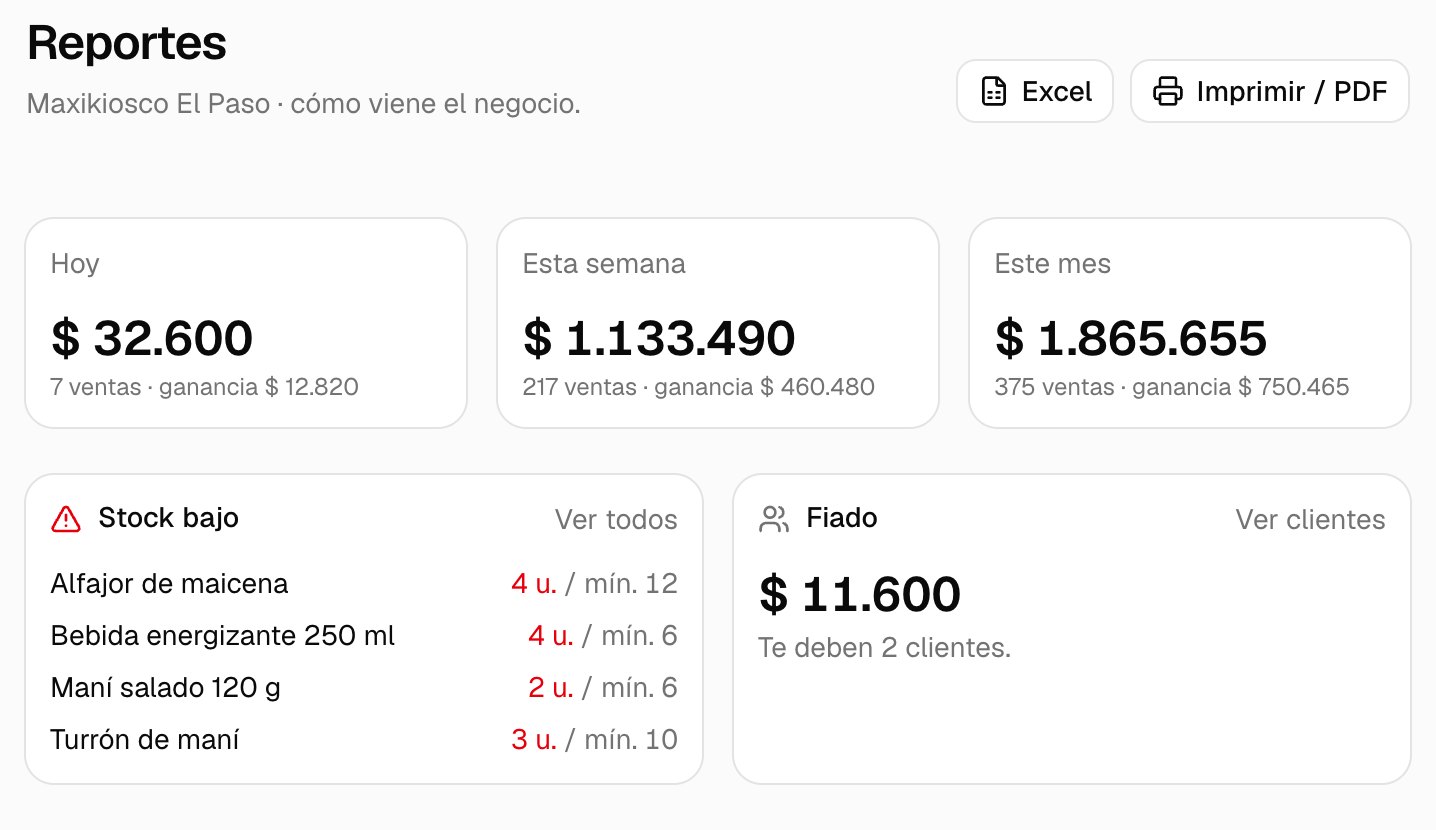 Reportes
Maxikiosco El Paso · cómo viene el negocio.
Excel
Imprimir / PDF
Hoy
$ 32.600
7 ventas · ganancia $ 12.820
Esta semana
$ 1.133.490
217 ventas · ganancia $ 460.480
Este mes
$ 1.865.655
375 ventas · ganancia $ 750.465
Stock bajo
Ver todos
Alfajor de maicena 4 u. / mín. 12
Bebida energizante 250 ml 4 u. / mín. 6
Maní salado 120 g 2 u. / mín. 6
Turrón de maní 3 u. / mín. 10
Fiado
Ver clientes
$ 11.600
Te deben 2 clientes.